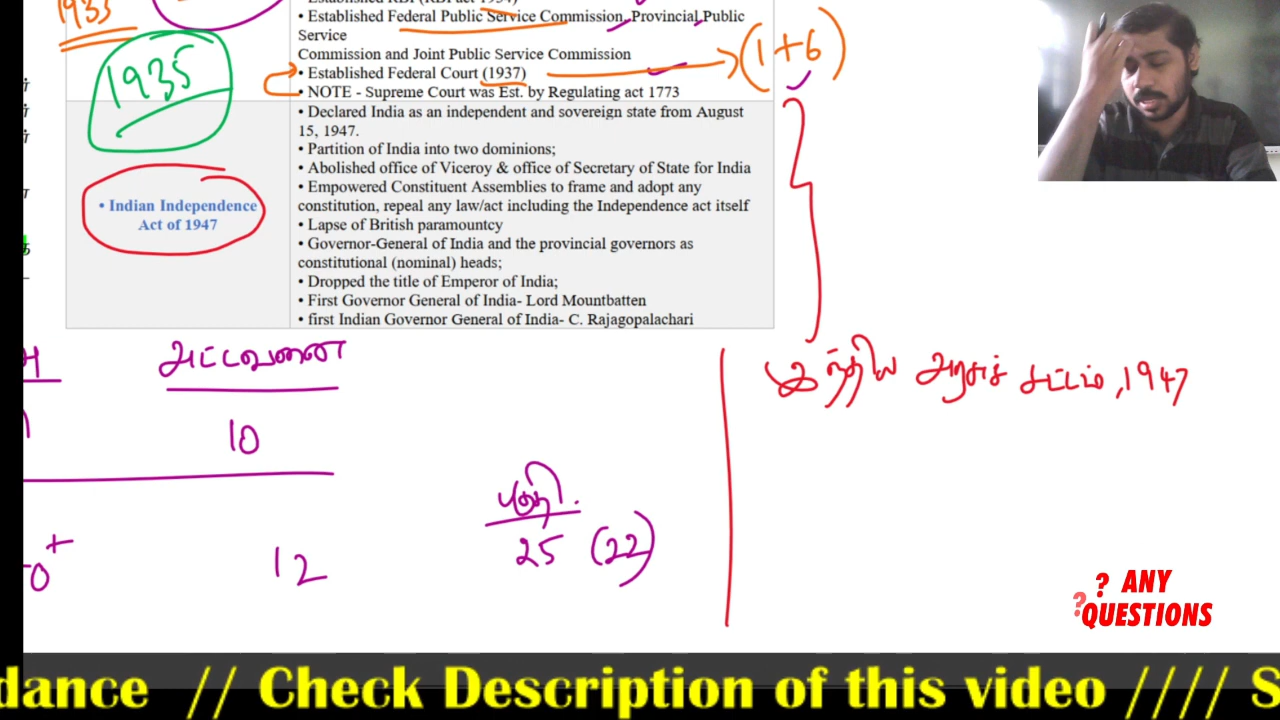 1935
• Established Federal Public Service Commission, Provincial Public
Service
Commission and Joint Public Service Commission
• Established Federal Court (1937)
(1+6)
• NOTE - Supreme Court was Est. by Regulating act 1773
1935
• Indian Independence
Act of 1947
• Declared India as an independent and sovereign state from August
15, 1947.
• Partition of India into two dominions;
• Abolished office of Viceroy & office of Secretary of State for India
• Empowered Constituent Assemblies to frame and adopt any
constitution, repeal any law/act including the Independence act itself
• Lapse of British paramountcy
• Governor-General of India and the provincial governors as
constitutional (nominal) heads;
• Dropped the title of Emperor of India;
• First Governor General of India- Lord Mountbatten
• first Indian Governor General of India- C. Rajagopalachari
அட்டவணை
10
12
பகுதி.
25 (22)
இந்திய அரசுச் சட்டம், 1947
? ANY
? QUESTIONS
dance // Check Description of this video //// S